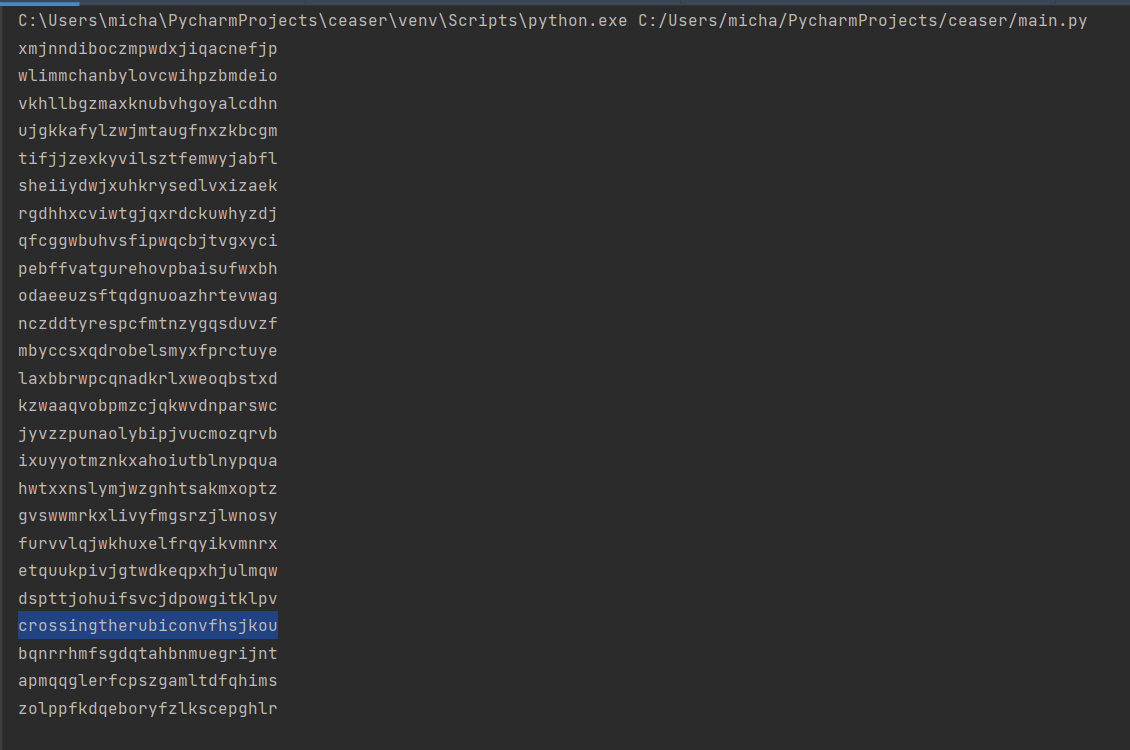 C:\Users\micha\PycharmProjects\ceaser\venv\Scripts\python.exe C:/Users/micha/PycharmProjects/ceaser/main.py
xmjnndiboczmpwdxjiqacnefjp
wlimmchanbylovcwihpzbmdeio
vkhllbgzmaxknubvhgoyalcdhn
ujgkkafylzwjmtaugfnxzkbcgm
tifjjzexkyvilsztfemwyjabfl
sheiiydwjxuhkrysedlvxizaek
rgdhhxcviwtgjqxrdckuwhyzdj
qfcggwbuhvsfipwqcbjtvgxyci
pebffvatgurehovpbaisufwxbh
odaeeuzsftqdgnuoazhrtevwag
nczddtyrespcfmtnzygqsduvzf
mbyccsxqdrobelsmyxfprctuye
laxbbrwpcqnadkrlxweoqbstxd
kzwaaqvobpmzcjqkwvdnparswc
jyvzzpunaolybipjvucmozqrvb
ixuyyotmznkxahoiutblnypqua
hwtxxnslymjwzgnhtsakmxoptz
gvswwmrkxlivyfmgsrzjlwnosy
furvvlqjwkhuxelfrqyikvmnrx
etquukpivjgtwdkeqpxhjulmqw
dspttjohuifsvcjdpowgitklpv
crossingtherubiconvfhsjkou
bqnrrhmfsgdqtahbnmuegrijnt
apmqqglerfcpszgamltdfqhims
zolppfkdqeboryfzlkscepghlr